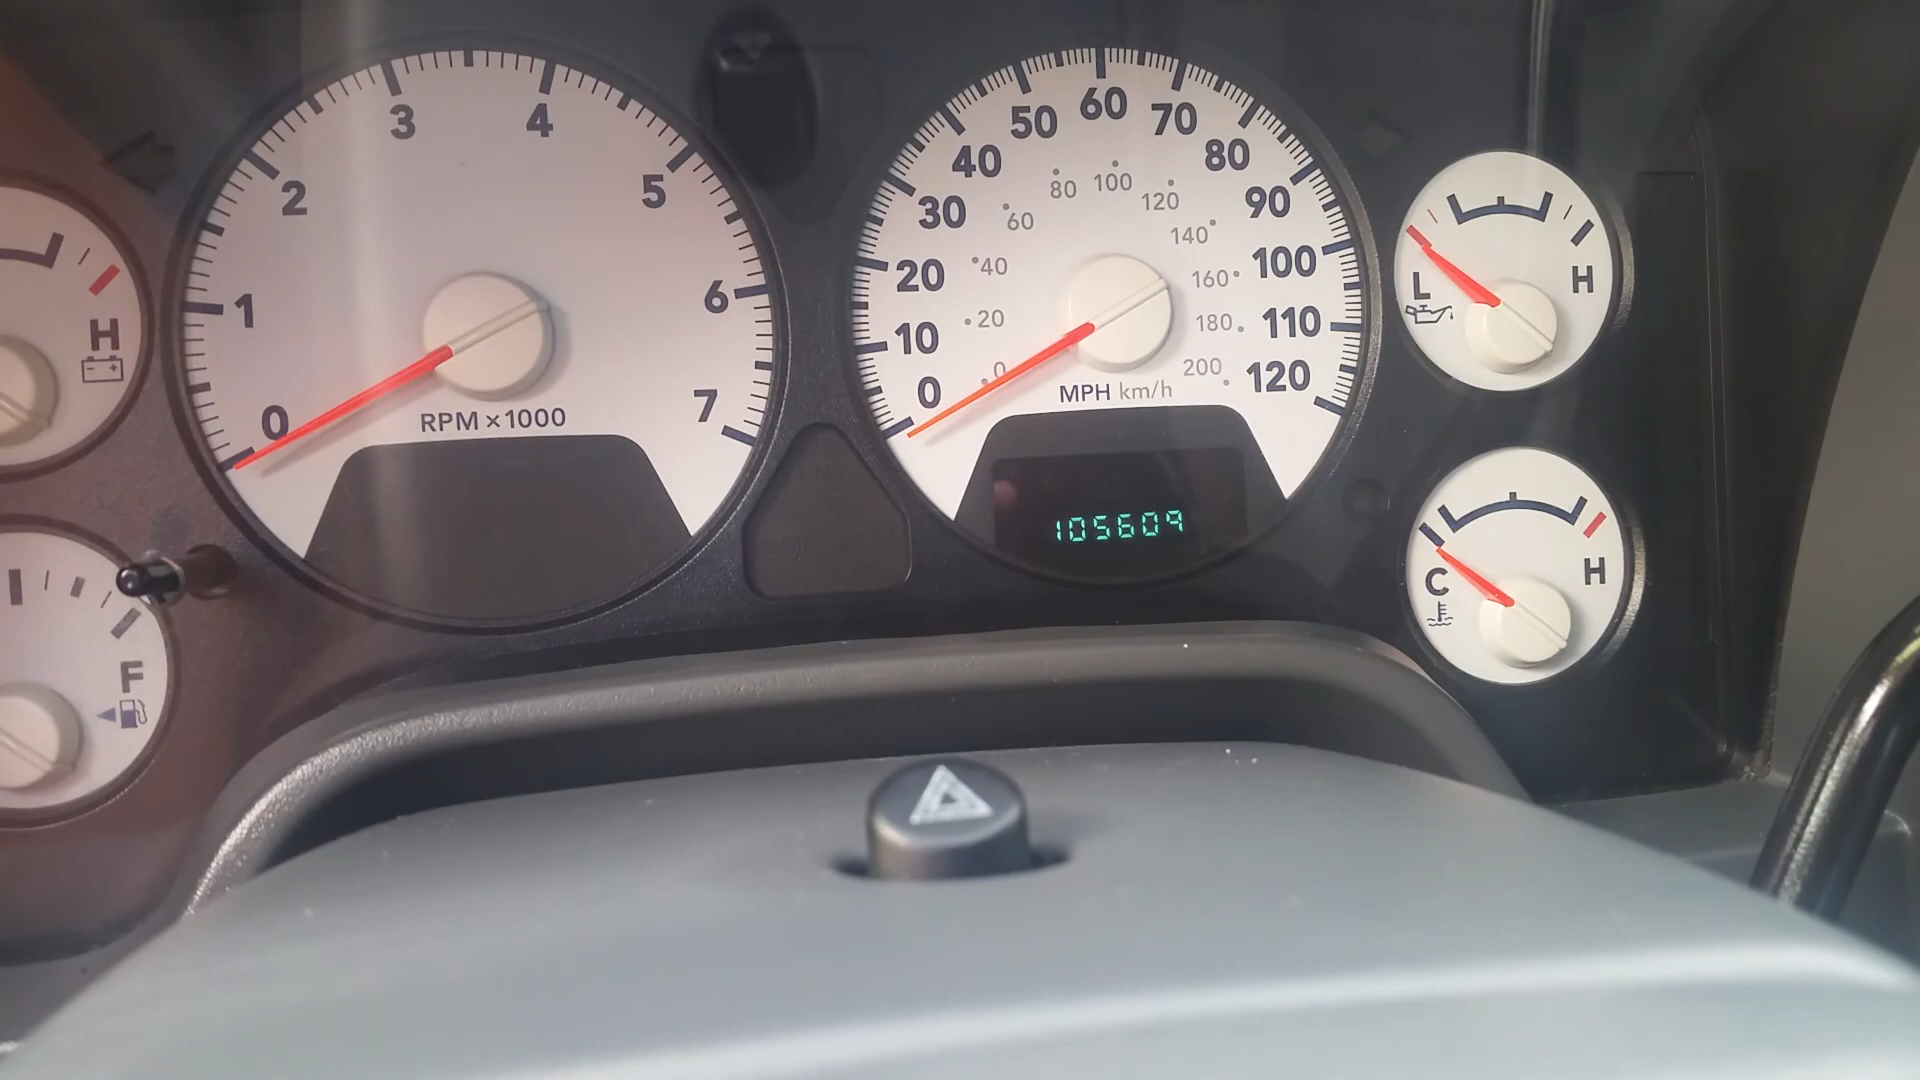 0 1 2 3 4 5 6 7
RPM×1000
0 10 20 30 40 50 60 70 80 90 100 110 120
0 20 40 60 80 100 120 140 160 180 200
MPH km/h
105609
H
F
L H
C H